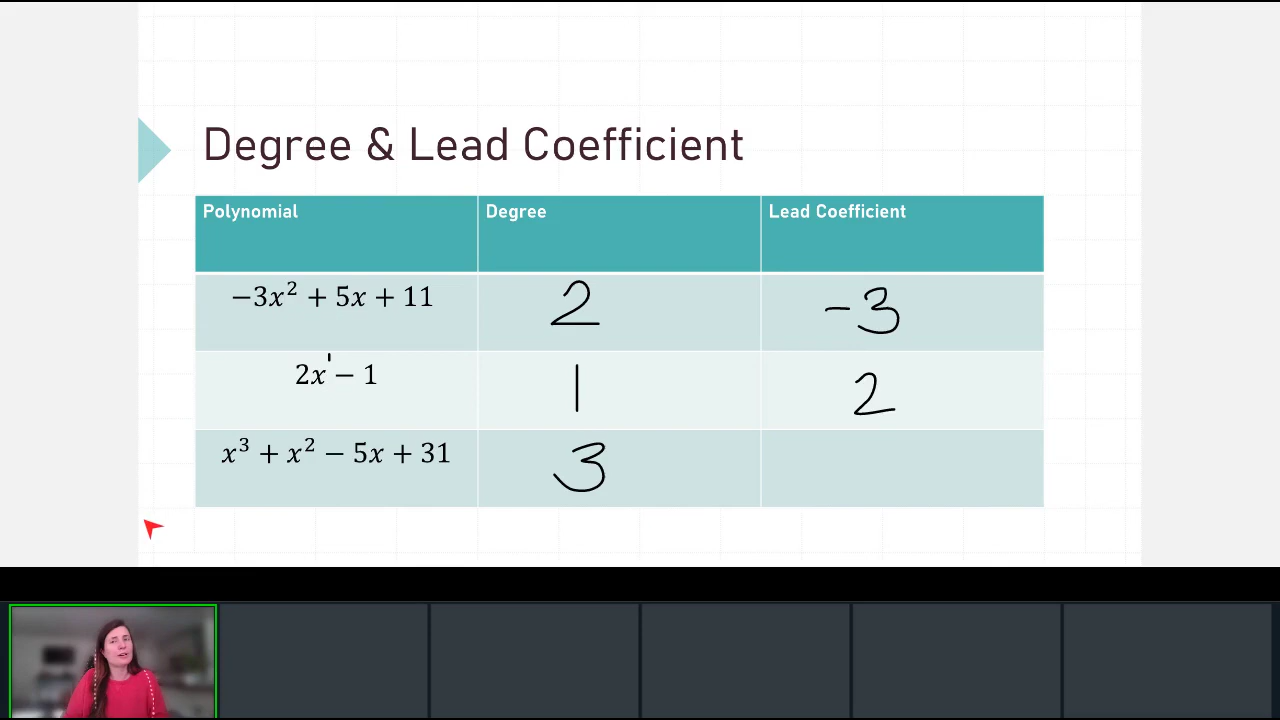 Degree & Lead Coefficient
Polynomial Degree Lead Coefficient
−3x² + 5x + 11 2 -3
2x¹ − 1 1 2
x³ + x² − 5x + 31 3